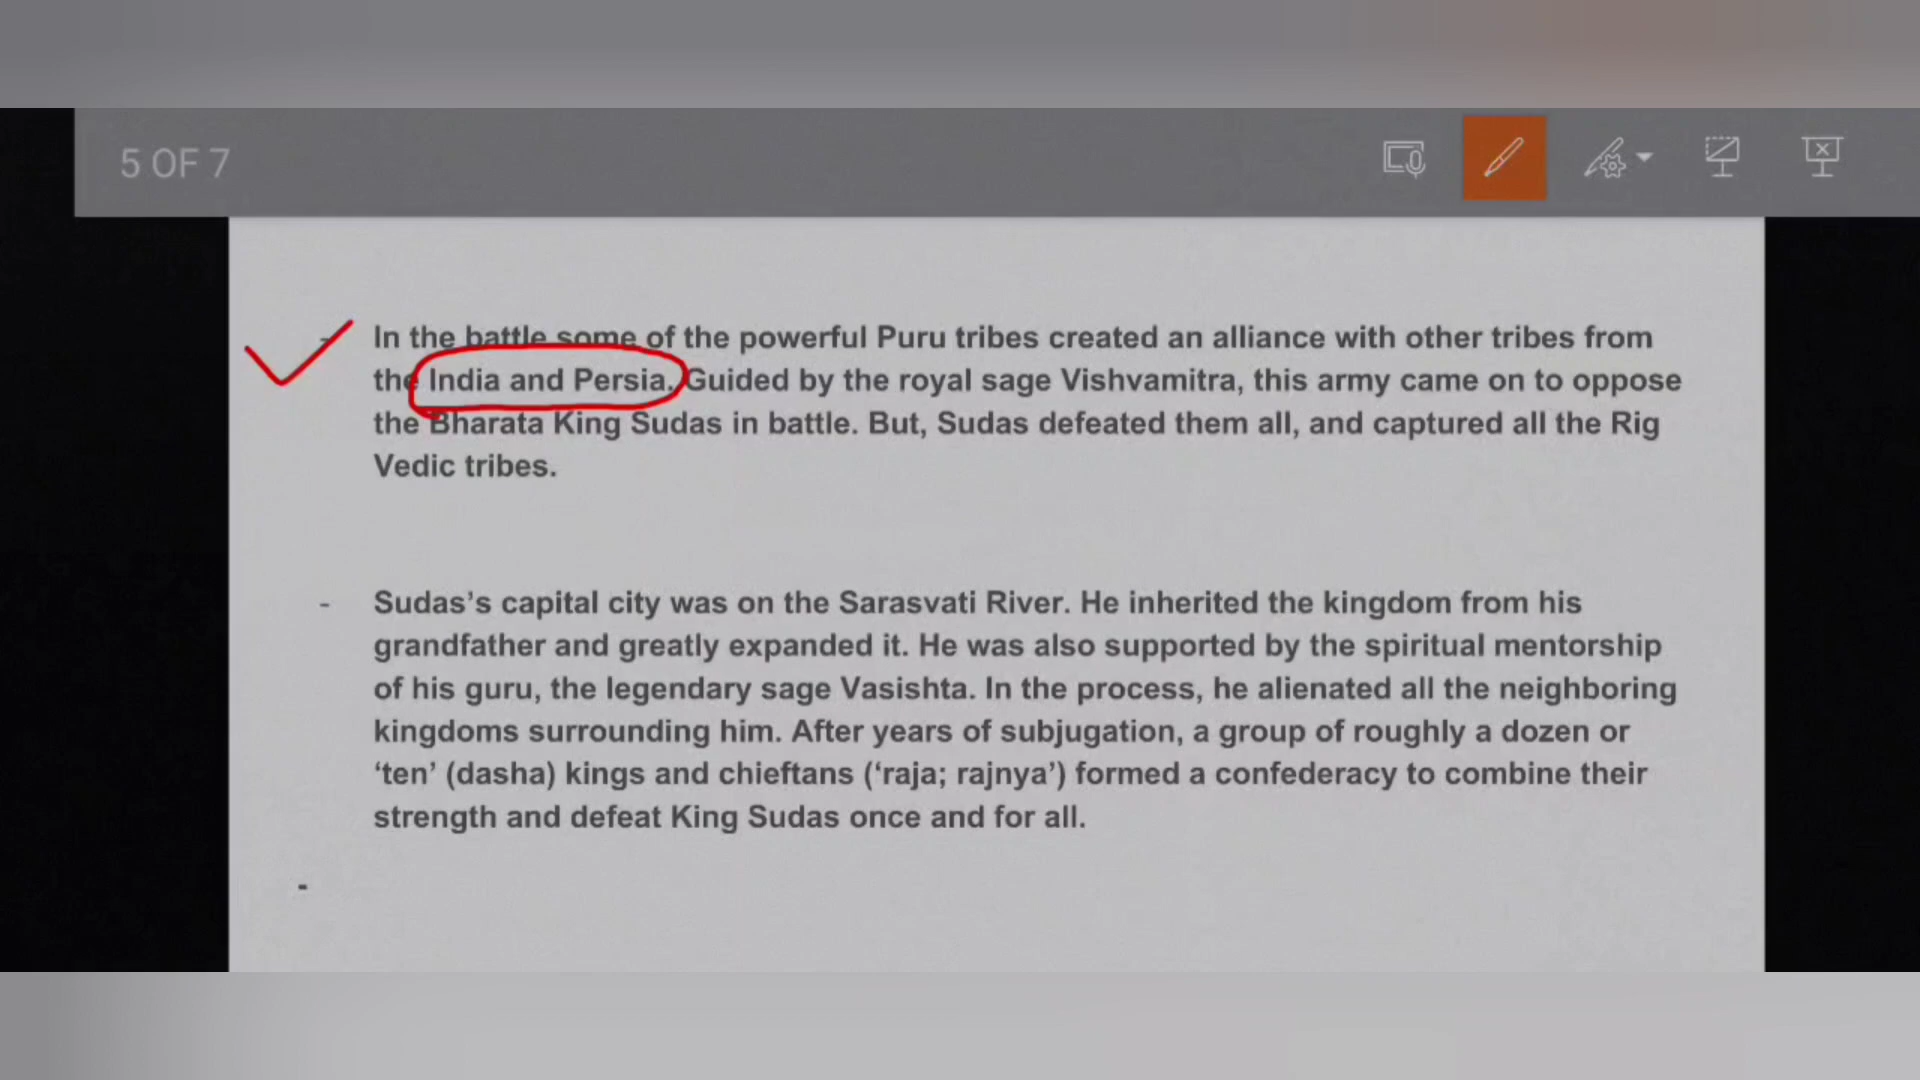 5 OF 7
- In the battle some of the powerful Puru tribes created an alliance with other tribes from
the India and Persia. Guided by the royal sage Vishvamitra, this army came on to oppose
the Bharata King Sudas in battle. But, Sudas defeated them all, and captured all the Rig
Vedic tribes.
- Sudas’s capital city was on the Sarasvati River. He inherited the kingdom from his
grandfather and greatly expanded it. He was also supported by the spiritual mentorship
of his guru, the legendary sage Vasishta. In the process, he alienated all the neighboring
kingdoms surrounding him. After years of subjugation, a group of roughly a dozen or
‘ten’ (dasha) kings and chieftans (‘raja; rajnya’) formed a confederacy to combine their
strength and defeat King Sudas once and for all.
-